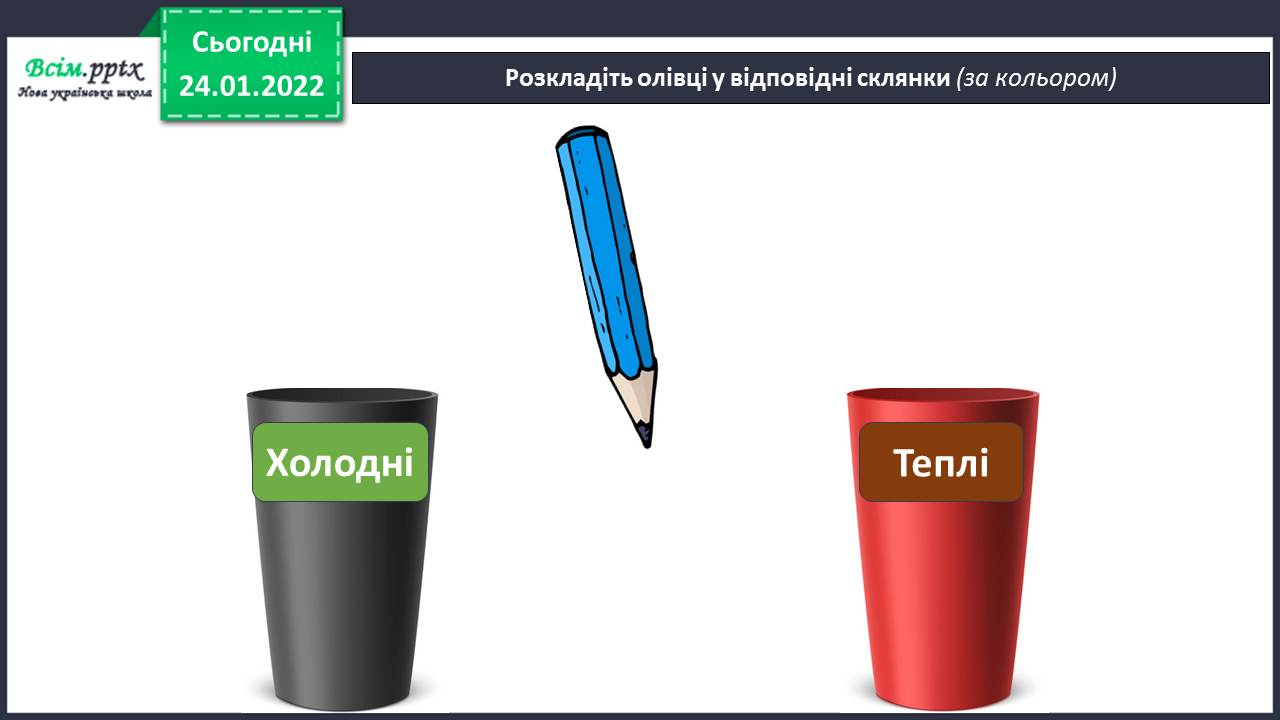 Всім.pptx
Нова українська школа
Сьогодні
24.01.2022
Розкладіть олівці у відповідні склянки (за кольором)
Холодні
Теплі